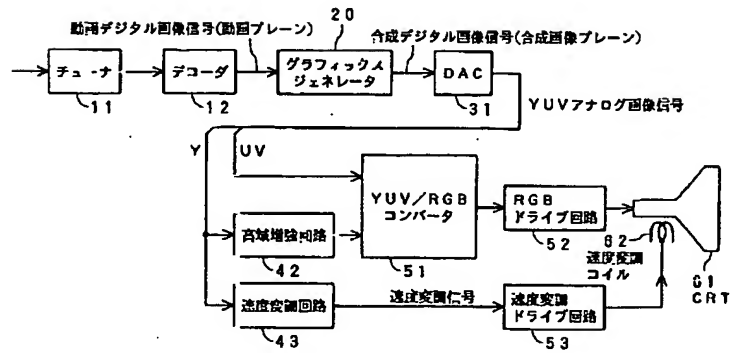 動画デジタル画像信号(動画プレーン)
20
合成デジタル画像信号(合成画像プレーン)
チューナ
デコーダ
グラフィックス
ジェネレータ
DAC
11
12
31
YUVアナログ画像信号
Y
UV
YUV/RGB
コンバータ
RGB
ドライブ回路
高域増強回路
62
速度変調
コイル
42
51
52
61
CRT
速度変調回路
速度変調信号
速度変調
ドライブ回路
43
53